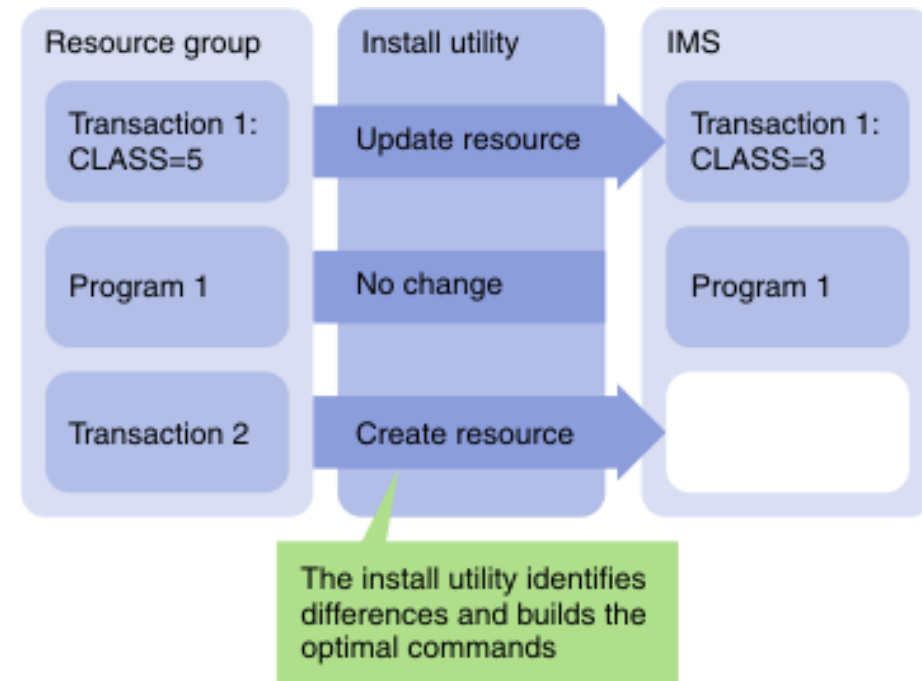 Resource group
Install utility
IMS
Transaction 1:
CLASS=5
Update resource
Transaction 1:
CLASS=3
Program 1
No change
Program 1
Transaction 2
Create resource
The install utility identifies
differences and builds the
optimal commands